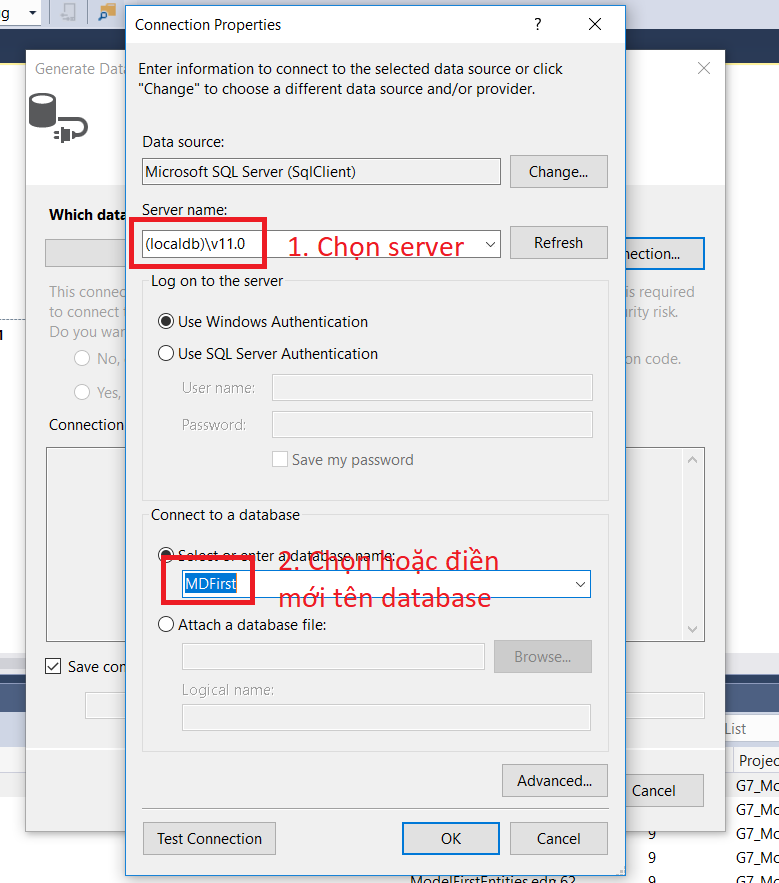 g
Connection Properties
?
Generate Dat
Enter information to connect to the selected data source or click
"Change" to choose a different data source and/or provider.
Data source:
Microsoft SQL Server (SqlClient)
Change...
Which data
Server name:
(localdb)\v11.0
1. Chọn server
Refresh
nection...
Log on to the server
This connec
is required
to connect
rity risk.
Use Windows Authentication
Do you wan
Use SQL Server Authentication
No,
on code.
User name:
Yes,
Password:
Connection
Save my password
Connect to a database
Select or enter a database name:
2. Chọn hoặc điền
mới tên database
MDFirst
Attach a database file:
Browse...
Save con
Logical name:
List
Projec
Advanced...
Cancel
G7_Mo
G7_Mo
Test Connection
OK
Cancel
9
G7_Mo
9
G7_Mo
ModelFirstEntities.edp 62
9
G7_Mo